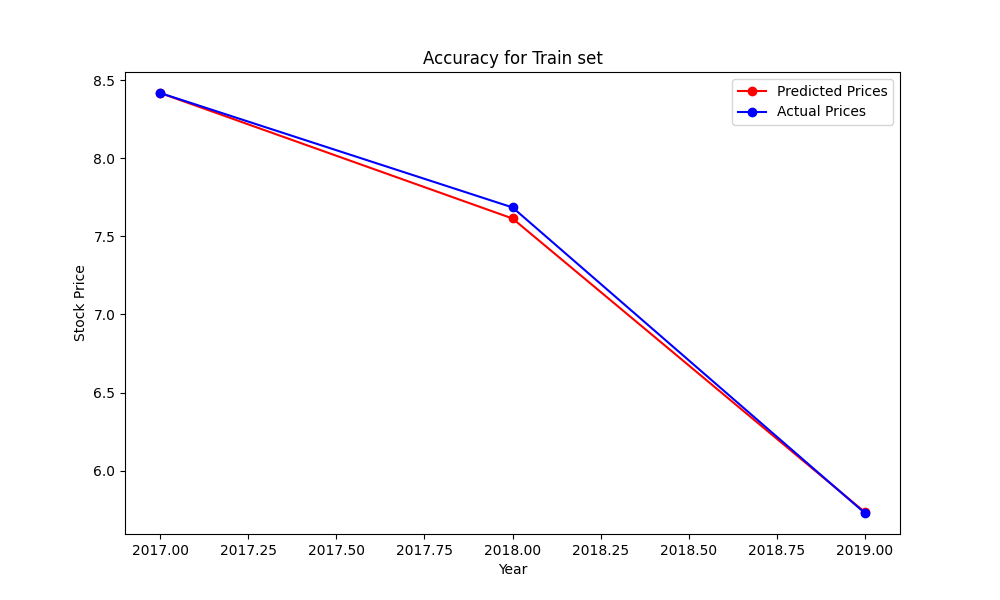 Accuracy for Train set
Predicted Prices
Actual Prices
8.5
8.0
7.5
7.0
6.5
6.0
Stock Price
2017.00 2017.25 2017.50 2017.75 2018.00 2018.25 2018.50 2018.75 2019.00
Year